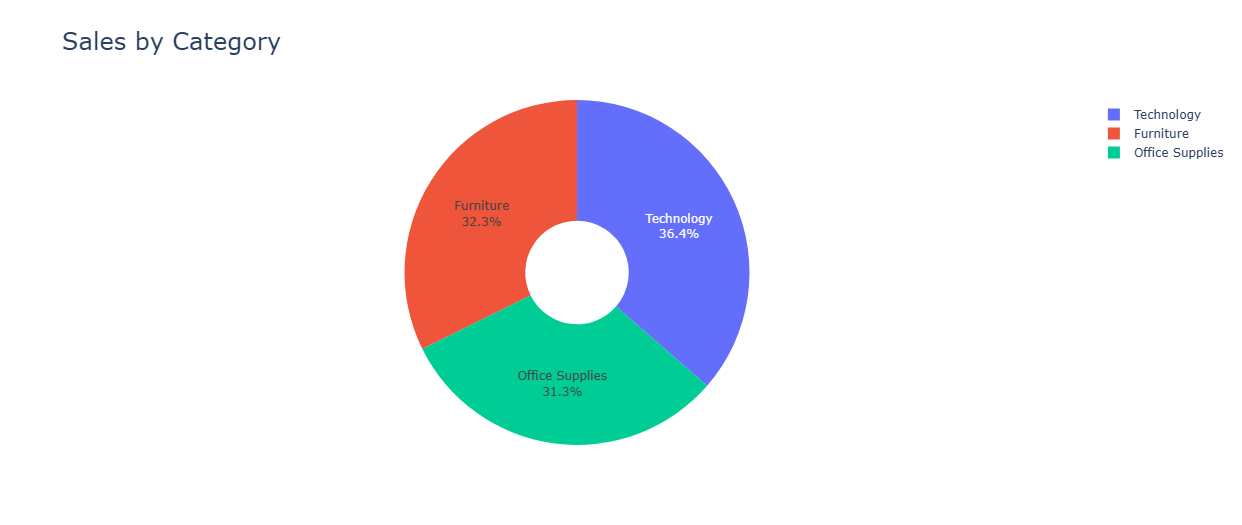 Sales by Category
Technology
Furniture
Office Supplies
Furniture
32.3%
Technology
36.4%
Office Supplies
31.3%